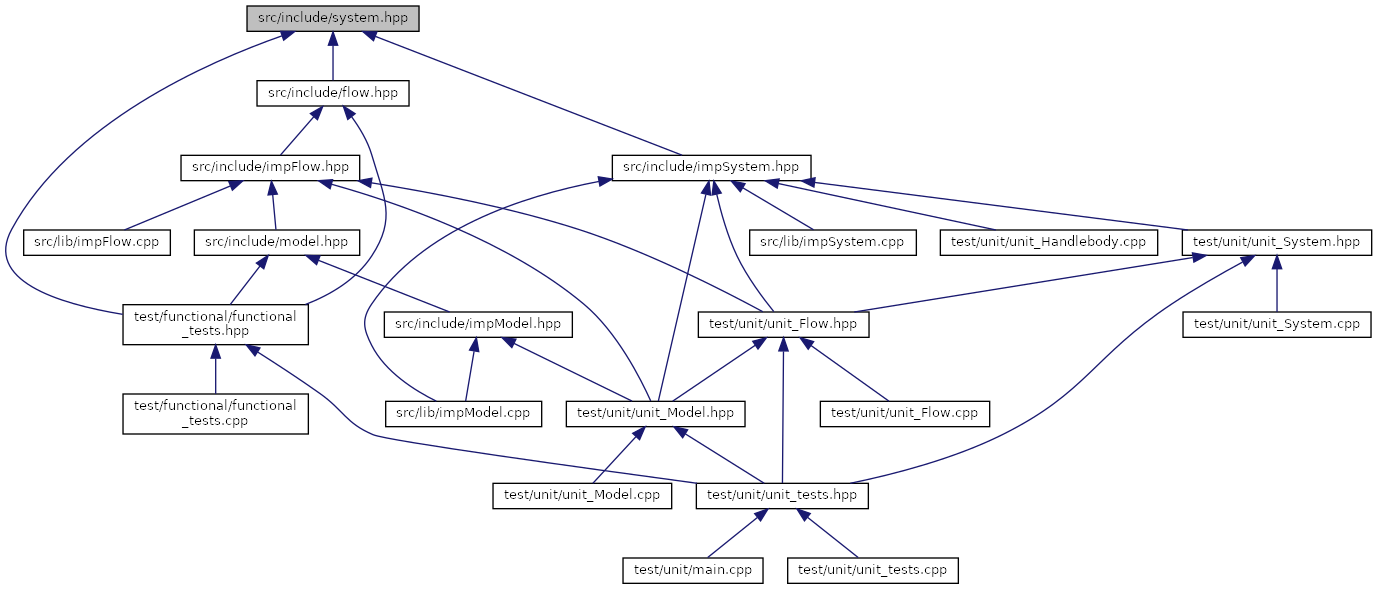 src/include/system.hpp
src/include/flow.hpp
src/include/impFlow.hpp
src/include/impSystem.hpp
src/lib/impFlow.cpp
src/include/model.hpp
src/lib/impSystem.cpp
test/unit/unit_Handlebody.cpp
test/unit/unit_System.hpp
test/functional/functional
_tests.hpp
src/include/impModel.hpp
test/unit/unit_Flow.hpp
test/unit/unit_System.cpp
test/functional/functional
_tests.cpp
src/lib/impModel.cpp
test/unit/unit_Model.hpp
test/unit/unit_Flow.cpp
test/unit/unit_Model.cpp
test/unit/unit_tests.hpp
test/unit/main.cpp
test/unit/unit_tests.cpp